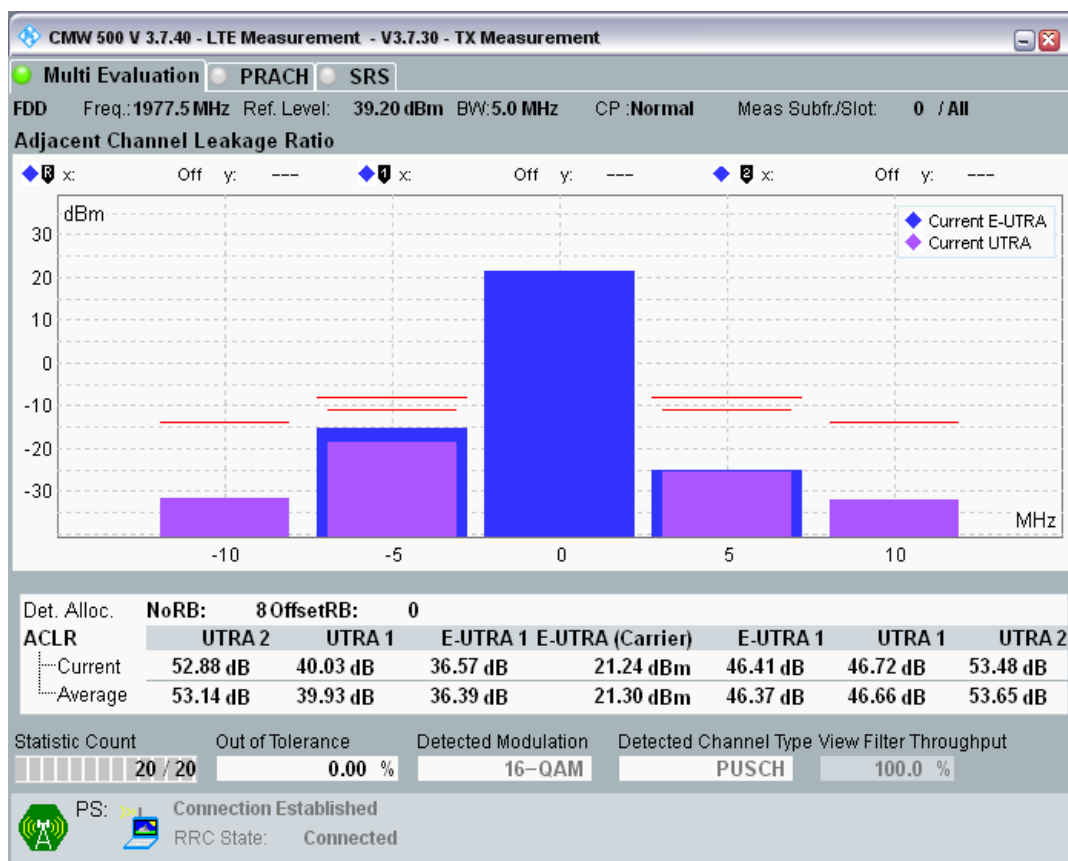 CMW 500 V 3.7.40 - LTE Measurement - V3.7.30 - TX Measurement
Multi Evaluation PRACH SRS
FDD Freq.: 1977.5 MHz Ref. Level: 39.20 dBm BW: 5.0 MHz CP : Normal Meas Subfr./Slot: 0 / All
Adjacent Channel Leakage Ratio
R x: Off y: --- 1 x: Off y: --- 2 x: Off y: ---
dBm
Current E-UTRA
Current UTRA
30
20
10
0
-10
-20
-30
MHz
-10 -5 0 5 10
Det. Alloc. NoRB: 8 OffsetRB: 0
ACLR UTRA 2 UTRA 1 E-UTRA 1 E-UTRA (Carrier) E-UTRA 1 UTRA 1 UTRA 2
Current 52.88 dB 40.03 dB 36.57 dB 21.24 dBm 46.41 dB 46.72 dB 53.48 dB
Average 53.14 dB 39.93 dB 36.39 dB 21.30 dBm 46.37 dB 46.66 dB 53.65 dB
Statistic Count Out of Tolerance Detected Modulation Detected Channel Type View Filter Throughput
20 / 20 0.00 % 16-QAM PUSCH 100.0 %
PS: Connection Established
RRC State: Connected